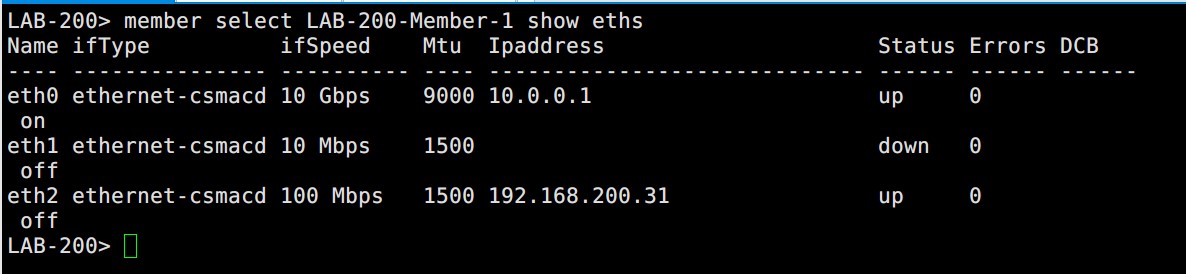 LAB-200> member select LAB-200-Member-1 show eths
Name ifType          ifSpeed    Mtu  Ipaddress                     Status Errors DCB
---- --------------- ---------- ---- ----------------------------- ------ ------ ------
eth0 ethernet-csmacd 10 Gbps    9000 10.0.0.1                      up     0
 on
eth1 ethernet-csmacd 10 Mbps    1500                               down   0
 off
eth2 ethernet-csmacd 100 Mbps   1500 192.168.200.31                up     0
 off
LAB-200>